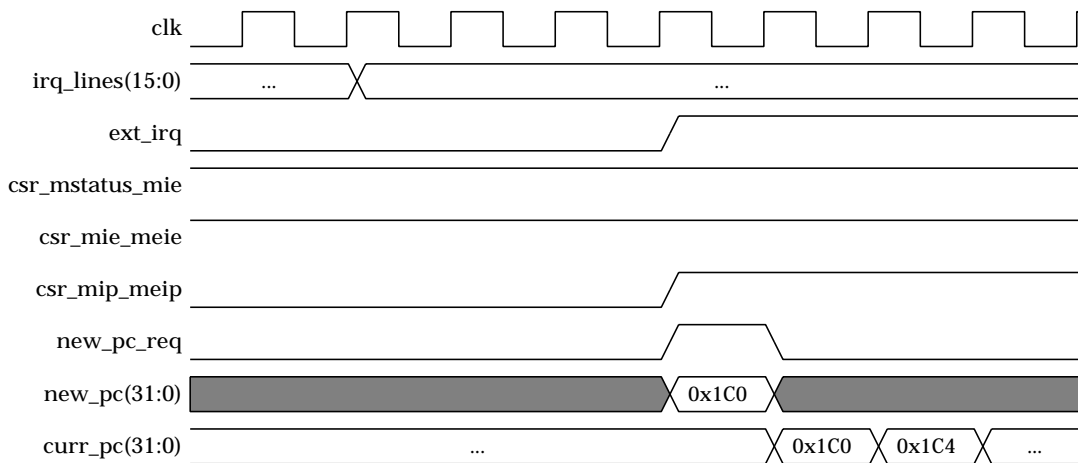 clk
irq_lines(15:0) ... ...
ext_irq
csr_mstatus_mie
csr_mie_meie
csr_mip_meip
new_pc_req
new_pc(31:0) 0x1C0
curr_pc(31:0) ... 0x1C0 0x1C4 ...